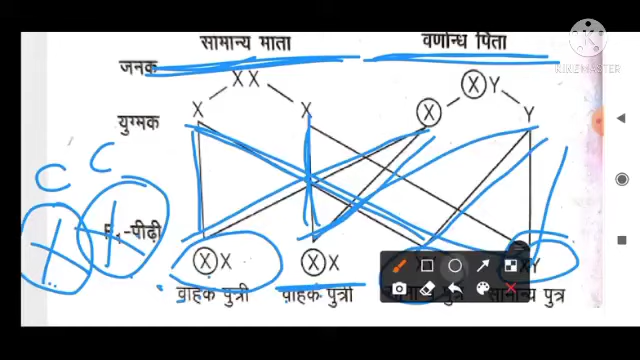 सामान्य माता वर्णान्ध पिता
जनक
XX XY
X X X Y
युग्मक
C C
X X F₁-पीढ़ी
XX XX XY
वाहक पुत्री वाहक पुत्री सामान्य पुत्र सामान्य पुत्र
KINEMASTER